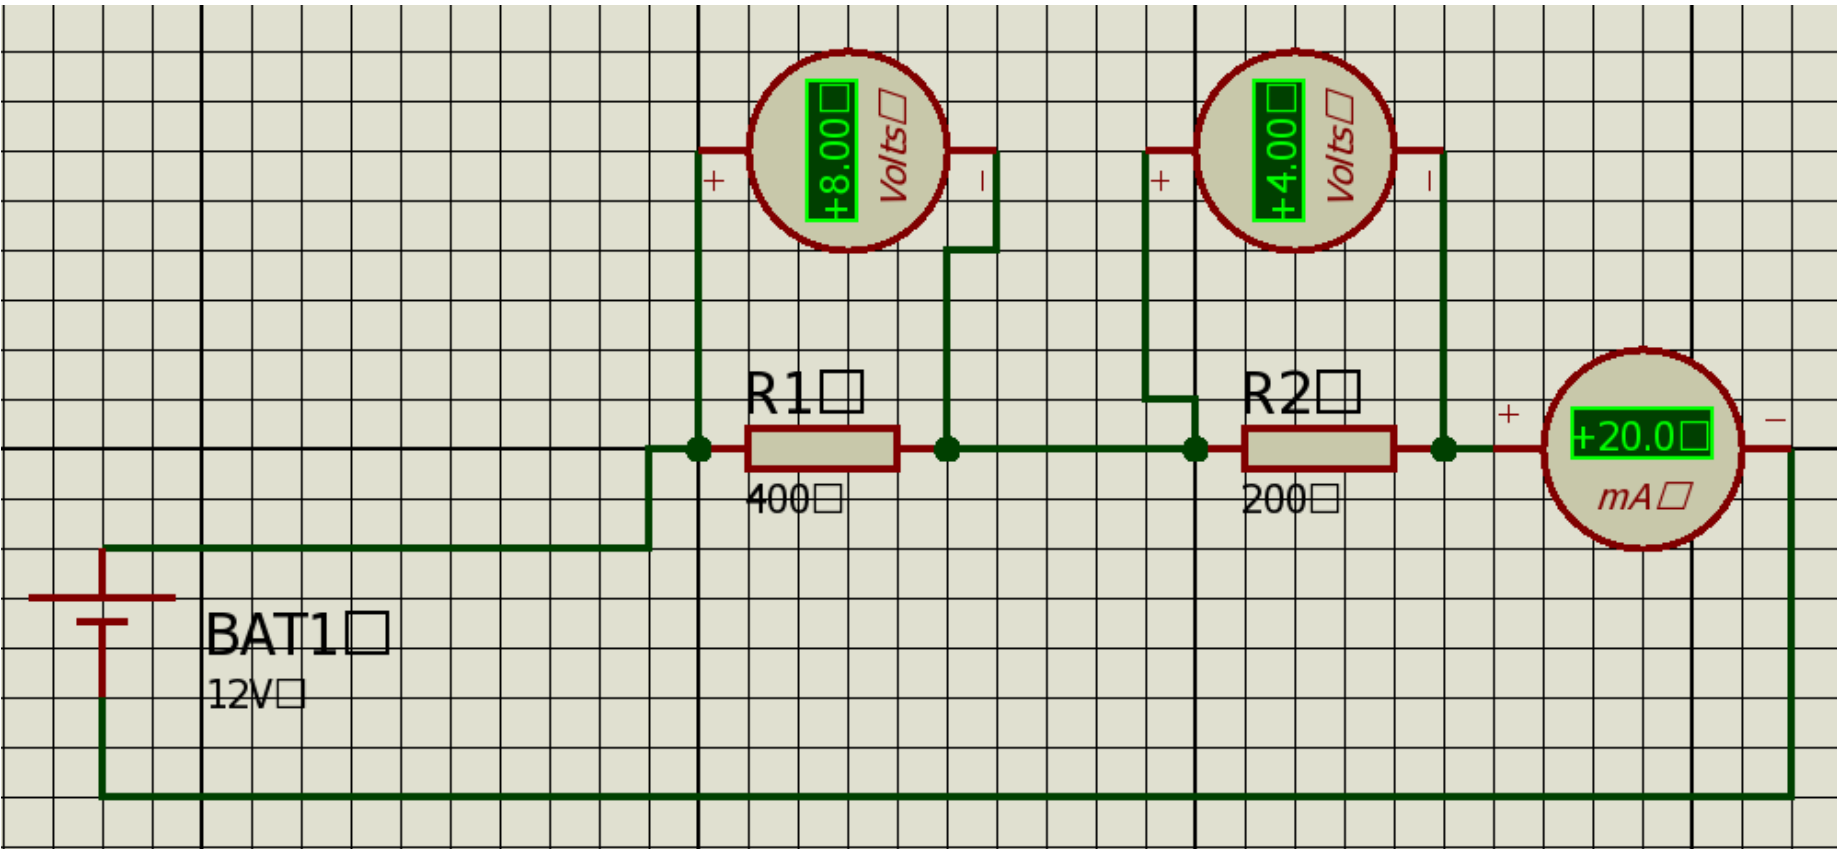 +8.00
Volts
+
−
+4.00
Volts
+
−
R1
400
R2
200
+
−
+20.0
mA
BAT1
12V